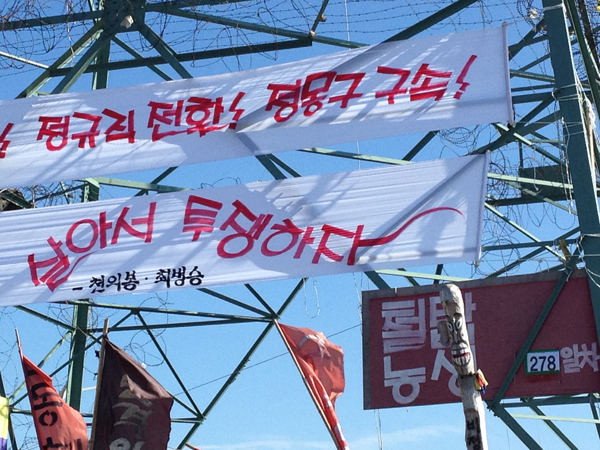 ! 정규직 전환! 정몽구 구속!
살아서 투쟁하자
- 천의봉 · 최병승
철탑
농성
278 일차